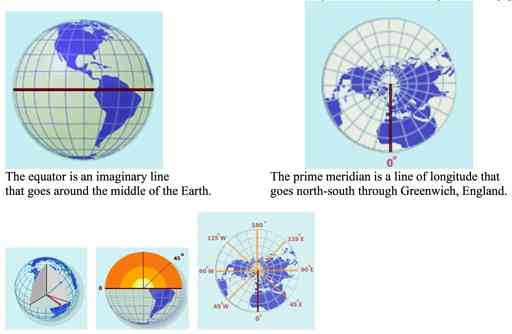 0°
The equator is an imaginary line
that goes around the middle of the Earth.
The prime meridian is a line of longitude that
goes north-south through Greenwich, England.
45°
0
180°
135°W
135°E
90°W
90°E
45°W
45°E
0°